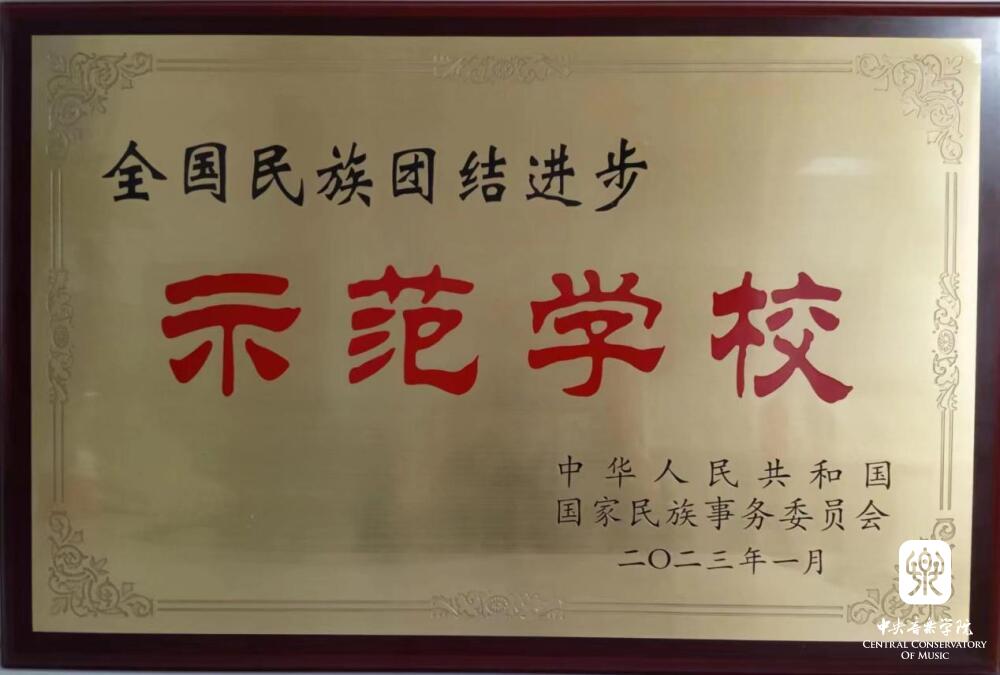 全国民族团结进步
示范学校
中华人民共和国
国家民族事务委员会
二〇二三年一月
中央音乐学院
CENTRAL CONSERVATORY
OF MUSIC